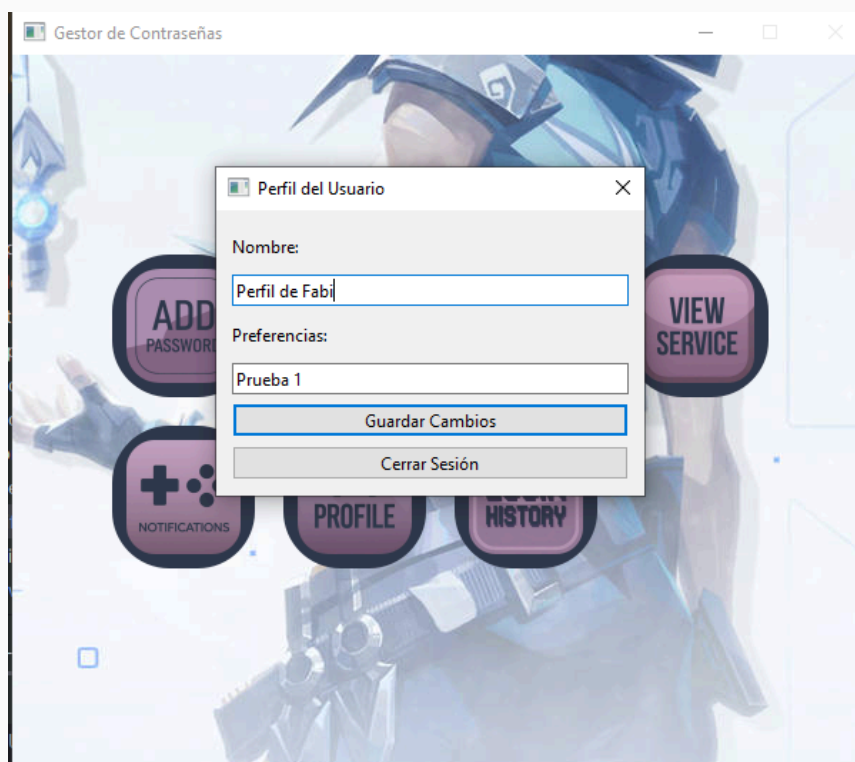 Gestor de Contraseñas
Perfil del Usuario
Nombre:
Perfil de Fabi
Preferencias:
Prueba 1
Guardar Cambios
Cerrar Sesión
ADD
PASSWORD
VIEW
SERVICE
NOTIFICATIONS
PROFILE
HISTORY